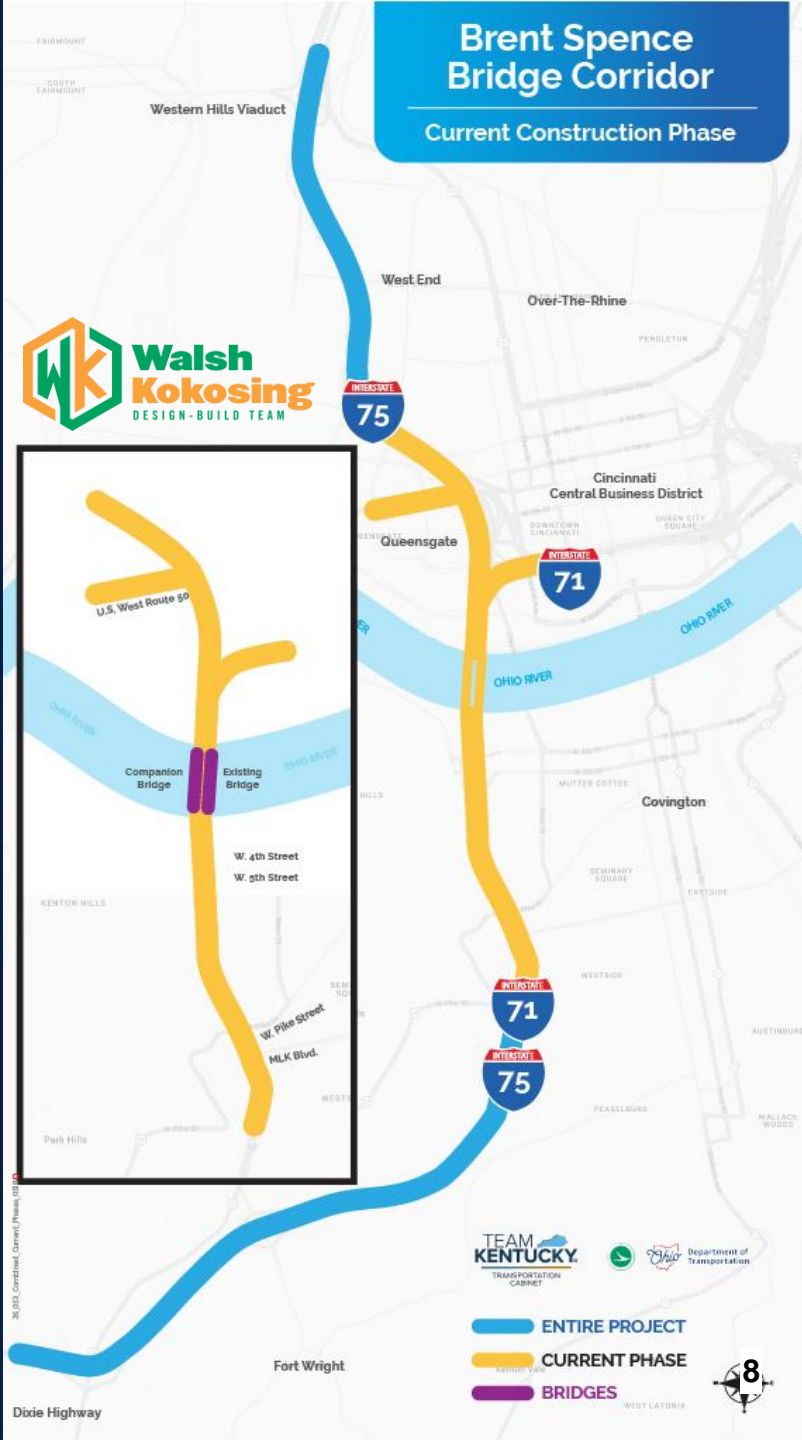 Brent Spence
Bridge Corridor
Current Construction Phase
FAIRMOUNT
SOUTH
FAIRMOUNT
Western Hills Viaduct
West End
Over-The-Rhine
PENDLETON
WK
Walsh
Kokosing
DESIGN-BUILD TEAM
INTERSTATE
75
Cincinnati
Central Business District
DOWNTOWN
CINCINNATI
QUEEN CITY
SQUARE
Queensgate
INTERSTATE
71
OHIO RIVER
OHIO RIVER
U.S. West Route 50
OHIO RIVER
OHIO RIVER
Companion
Bridge
Existing
Bridge
W. 4th Street
W. 5th Street
KENTON HILLS
W. Pike Street
MLK Blvd.
Park Hills
HILLS
MUTTER GOTTEE
Covington
SEMINARY
SQUARE
EASTSIDE
WESTSIDE
INTERSTATE
71
INTERSTATE
75
PEASELBURG
WALLACE
WOODS
TEAM
KENTUCKY
TRANSPORTATION
CABINET
Ohio
Department of
Transportation
ENTIRE PROJECT
CURRENT PHASE
BRIDGES
8
WEST LATONIA
Fort Wright
Dixie Highway